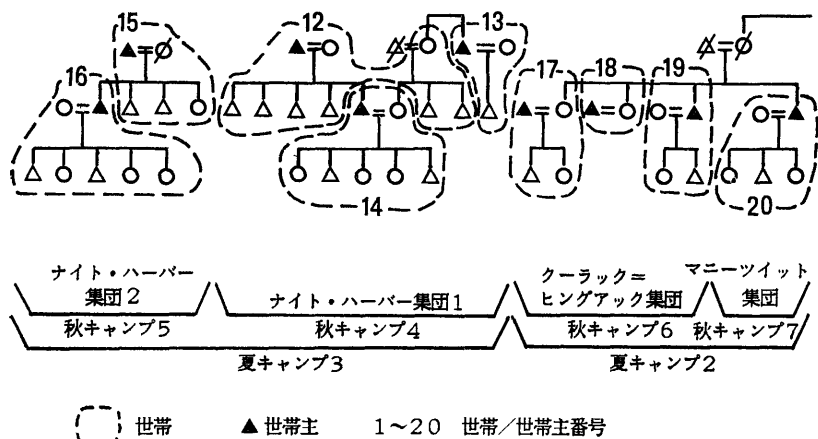 15
12
13
16
17
18
19
14
20
ナイト・ハーバー
集団2
ナイト・ハーバー集団1
クーラック=
ヒングアック集団
マニーツイット
集団
秋キャンプ5
秋キャンプ4
秋キャンプ6
秋キャンプ7
夏キャンプ3
夏キャンプ2
世帯
▲世帯主
1~20 世帯/世帯主番号